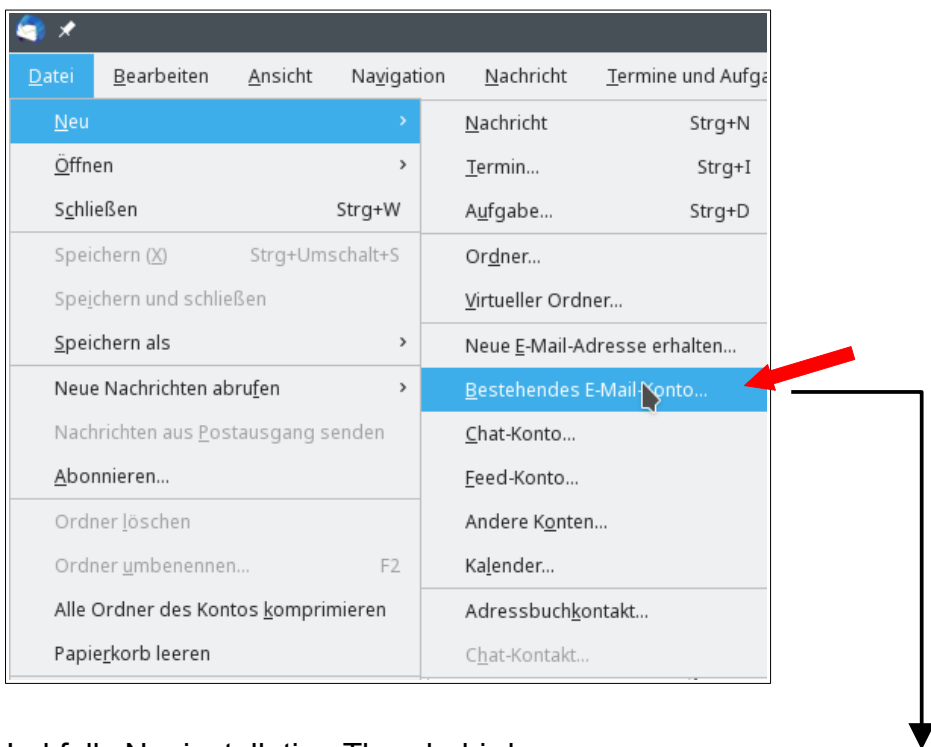 Datei Bearbeiten Ansicht Navigation Nachricht Termine und Aufga
Neu
Öffnen
Schließen Strg+W
Speichern (X) Strg+Umschalt+S
Speichern und schließen
Speichern als
Neue Nachrichten abrufen
Nachrichten aus Postausgang senden
Abonnieren...
Ordner löschen
Ordner umbenennen... F2
Alle Ordner des Kontos komprimieren
Papierkorb leeren
Nachricht Strg+N
Termin... Strg+I
Aufgabe... Strg+D
Ordner...
Virtueller Ordner...
Neue E-Mail-Adresse erhalten...
Bestehendes E-Mail-Konto...
Chat-Konto...
Feed-Konto...
Andere Konten...
Kalender...
Adressbuchkontakt...
Chat-Kontakt...